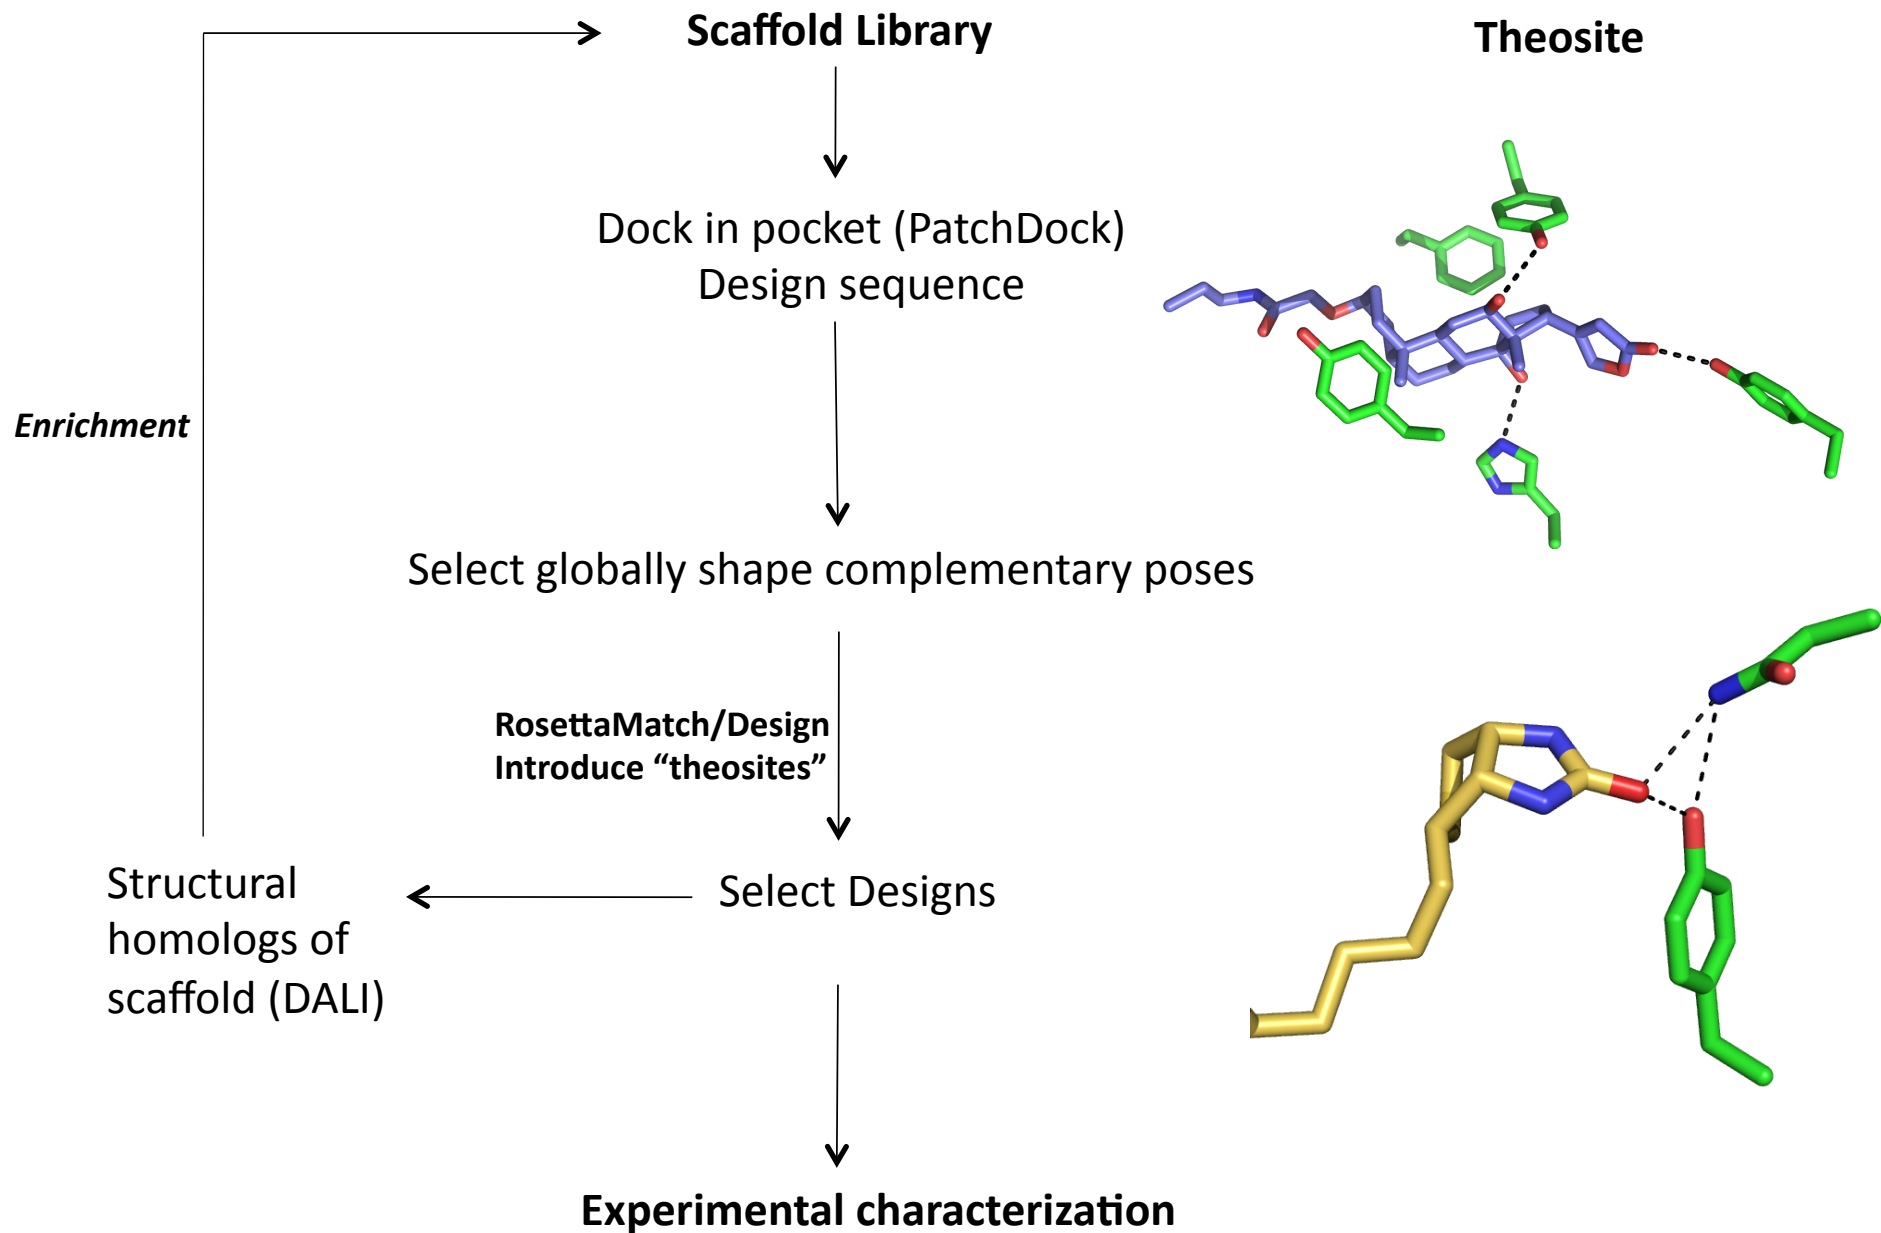 Scaffold Library
Theosite
Dock in pocket (PatchDock)
Design sequence
Enrichment
Select globally shape complementary poses
RosettaMatch/Design
Introduce “theosites”
Select Designs
Structural
homologs of
scaffold (DALI)
Experimental characterization